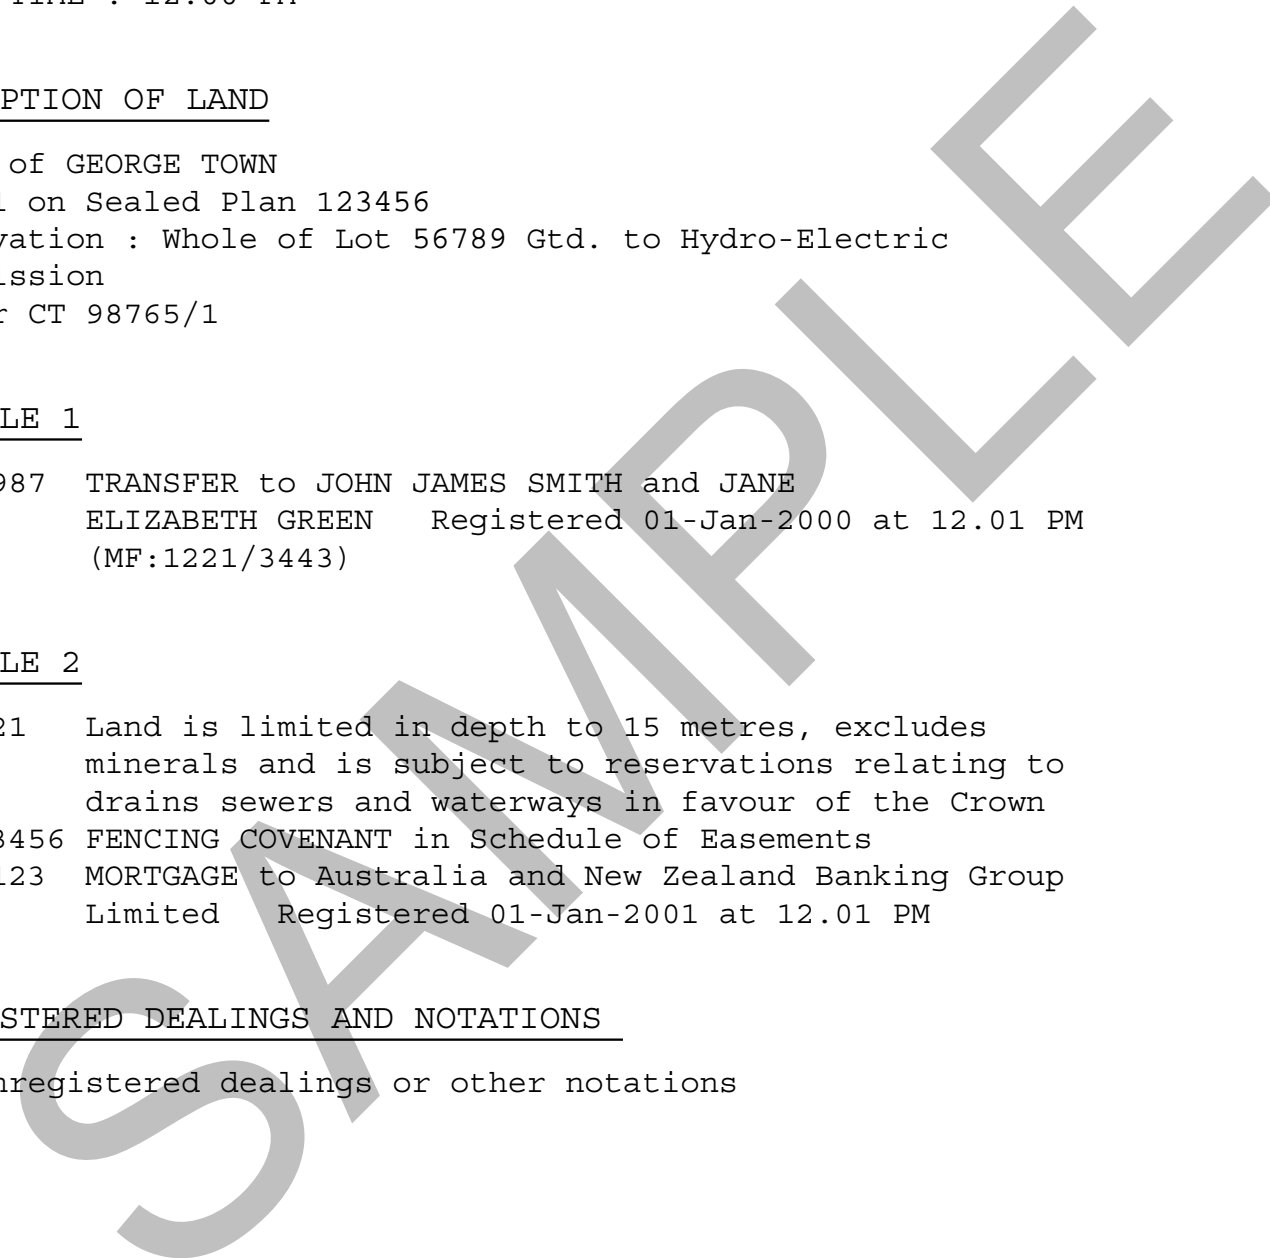 TIME : 12.00 PM
PTION OF LAND
of GEORGE TOWN
1 on Sealed Plan 123456
vation : Whole of Lot 56789 Gtd. to Hydro-Electric
ission
r CT 98765/1
LE 1
987 TRANSFER to JOHN JAMES SMITH and JANE
ELIZABETH GREEN Registered 01-Jan-2000 at 12.01 PM
(MF:1221/3443)
LE 2
21 Land is limited in depth to 15 metres, excludes
minerals and is subject to reservations relating to
drains sewers and waterways in favour of the Crown
3456 FENCING COVENANT in Schedule of Easements
123 MORTGAGE to Australia and New Zealand Banking Group
Limited Registered 01-Jan-2001 at 12.01 PM
STERED DEALINGS AND NOTATIONS
nregistered dealings or other notations
SAMPLE